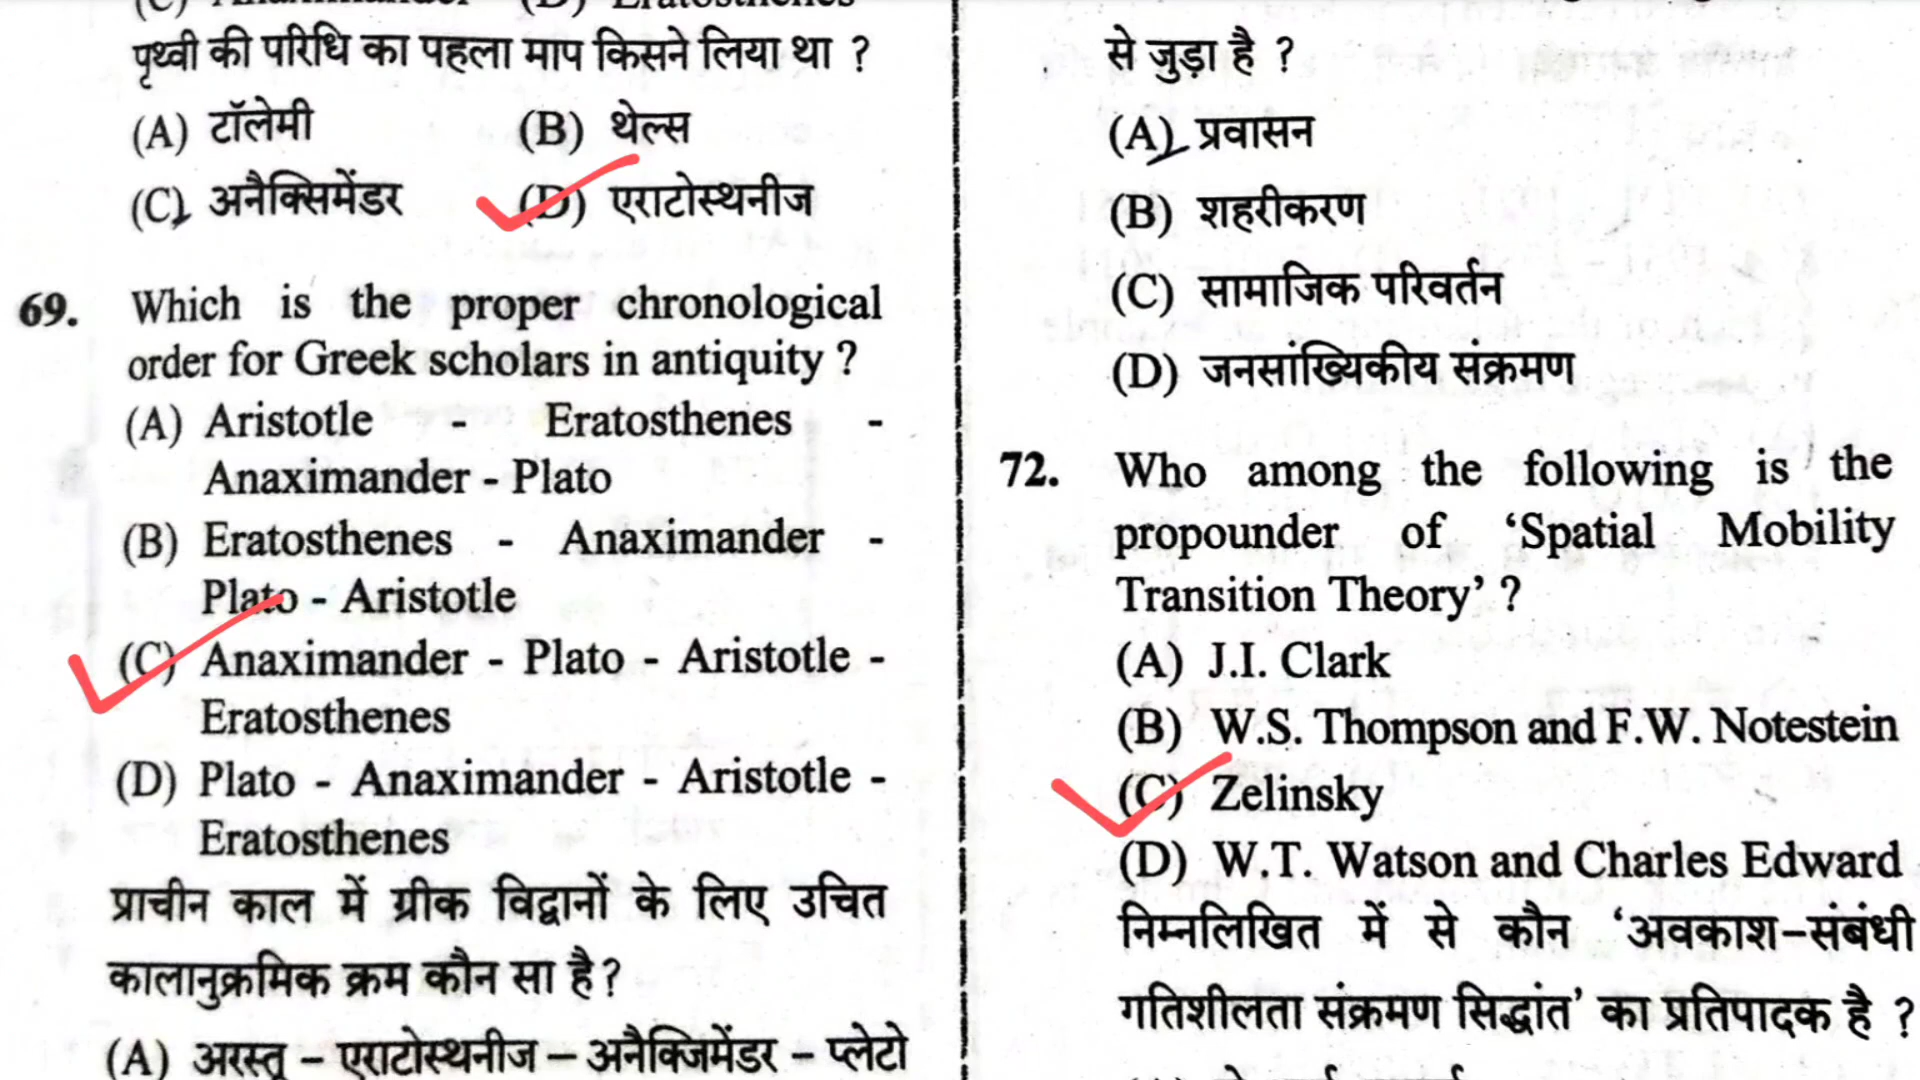 पृथ्वी की परिधि का पहला माप किसने लिया था ?
(A) टॉलेमी (B) थेल्स
(C) अनैक्सिमेंडर (D) एराटोस्थनीज
69. Which is the proper chronological
order for Greek scholars in antiquity ?
(A) Aristotle - Eratosthenes -
Anaximander - Plato
(B) Eratosthenes - Anaximander -
Plato - Aristotle
(C) Anaximander - Plato - Aristotle -
Eratosthenes
(D) Plato - Anaximander - Aristotle -
Eratosthenes
प्राचीन काल में ग्रीक विद्वानों के लिए उचित
कालानुक्रमिक क्रम कौन सा है ?
(A) अरस्तू – एराटोस्थनीज – अनैक्जिमेंडर – प्लेटो
से जुड़ा है ?
(A) प्रवासन
(B) शहरीकरण
(C) सामाजिक परिवर्तन
(D) जनसांख्यिकीय संक्रमण
72. Who among the following is the
propounder of ‘Spatial Mobility
Transition Theory’ ?
(A) J.I. Clark
(B) W.S. Thompson and F.W. Notestein
(C) Zelinsky
(D) W.T. Watson and Charles Edward
निम्नलिखित में से कौन ‘अवकाश-संबंधी
गतिशीलता संक्रमण सिद्धांत’ का प्रतिपादक है ?